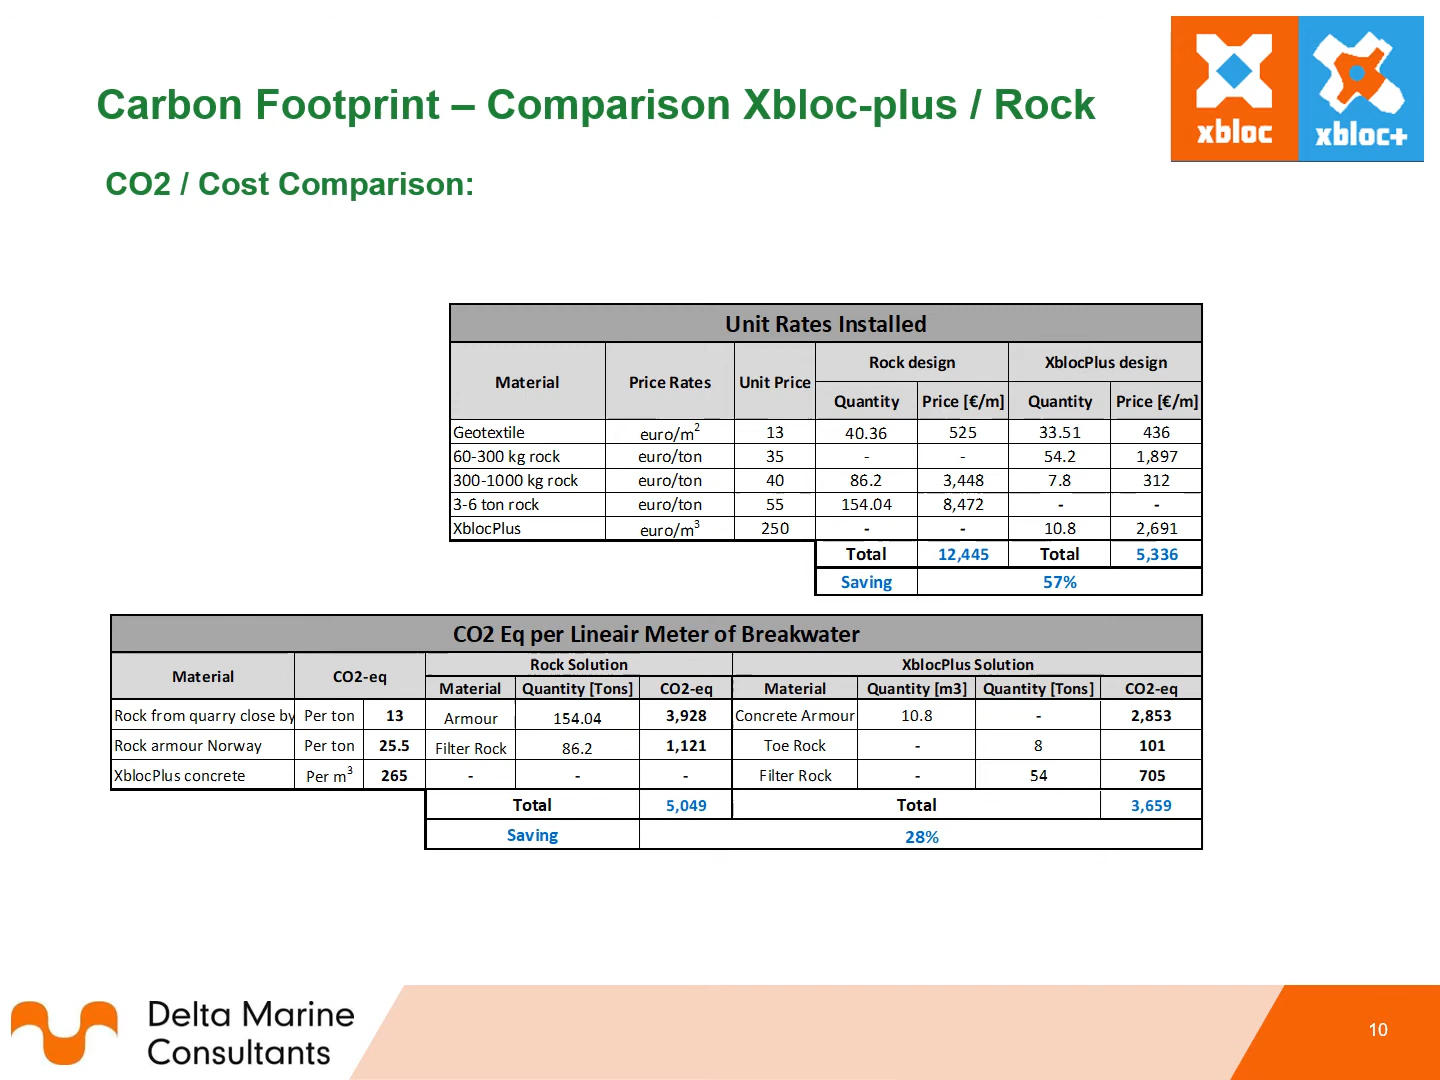 xbloc
xbloc+
Carbon Footprint – Comparison Xbloc-plus / Rock
CO2 / Cost Comparison:
Unit Rates Installed
Material Price Rates Unit Price Rock design XblocPlus design
Quantity Price [€/m] Quantity Price [€/m]
Geotextile euro/m2 13 40.36 525 33.51 436
60-300 kg rock euro/ton 35 - - 54.2 1,897
300-1000 kg rock euro/ton 40 86.2 3,448 7.8 312
3-6 ton rock euro/ton 55 154.04 8,472 - -
XblocPlus euro/m3 250 - - 10.8 2,691
Total 12,445 Total 5,336
Saving 57%
CO2 Eq per Lineair Meter of Breakwater
Material CO2-eq Rock Solution XblocPlus Solution
Material Quantity [Tons] CO2-eq Material Quantity [m3] Quantity [Tons] CO2-eq
Rock from quarry close by Per ton 13 Armour 154.04 3,928 Concrete Armour 10.8 - 2,853
Rock armour Norway Per ton 25.5 Filter Rock 86.2 1,121 Toe Rock - 8 101
XblocPlus concrete Per m3 265 - - - Filter Rock - 54 705
Total 5,049 Total 3,659
Saving 28%
Delta Marine
Consultants
10